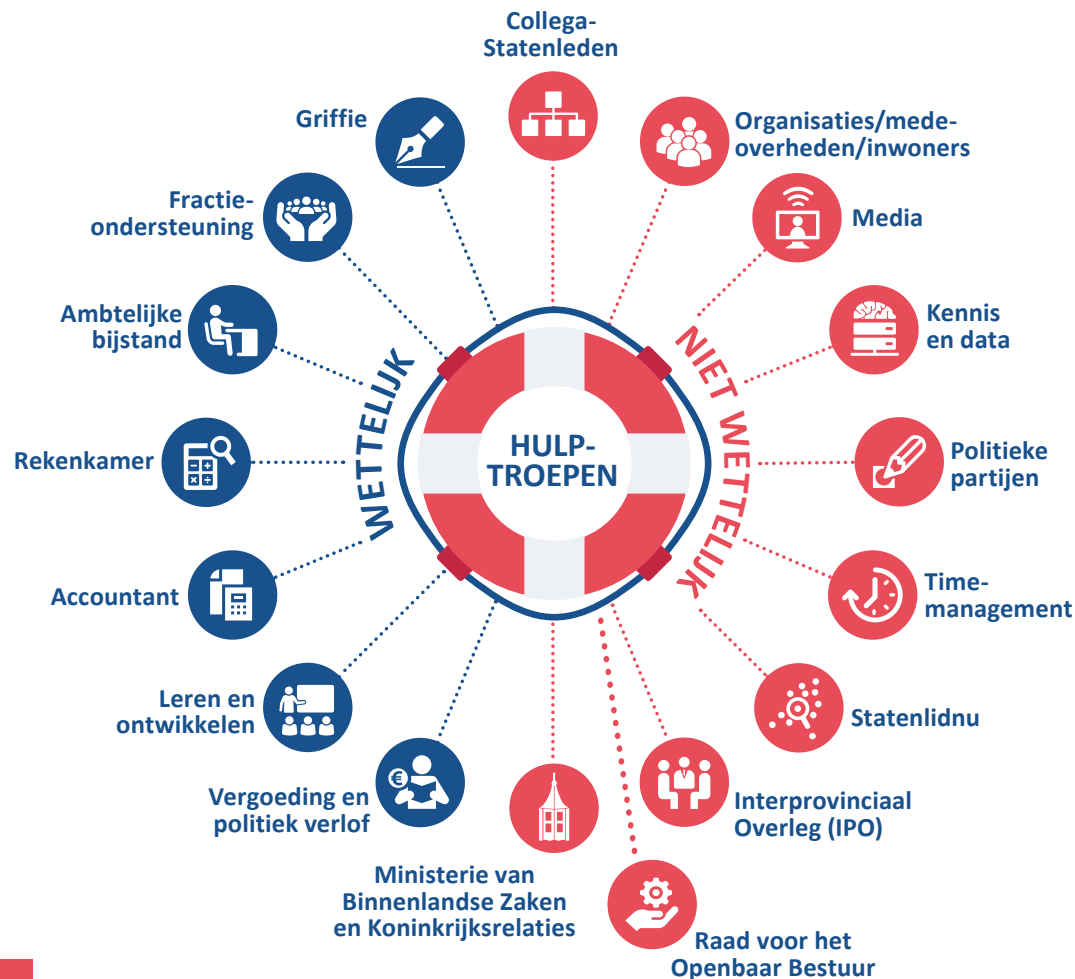 Collega-
Statenleden
Griffie
Organisaties/mede-
overheden/inwoners
Fractie-
ondersteuning
Media
Ambtelijke
bijstand
Kennis
en data
WETTELIJK
NIET WETTELIJK
HULP-
TROEPEN
Rekenkamer
Politieke
partijen
Accountant
Time-
management
Leren en
ontwikkelen
Statenlidnu
€
Vergoeding en
politiek verlof
Interprovinciaal
Overleg (IPO)
Ministerie van
Binnenlandse Zaken
en Koninkrijksrelaties
Raad voor het
Openbaar Bestuur